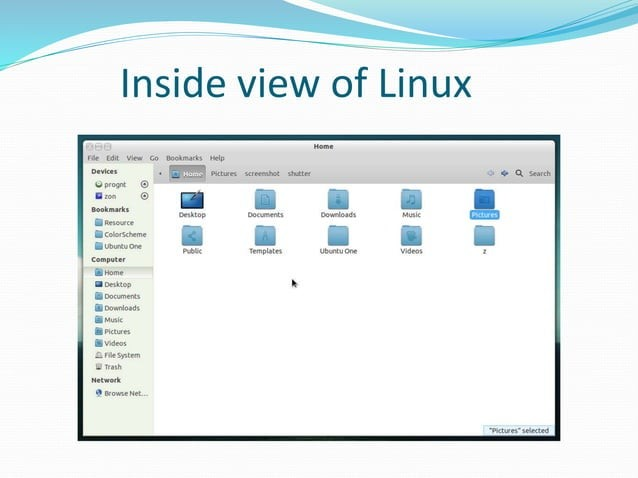 Inside view of Linux
Home
File Edit View Go Bookmarks Help
Home Pictures screenshot shutter Search
Devices
prognt
zon
Bookmarks
Resource
ColorScheme
Ubuntu One
Computer
Home
Desktop
Documents
Downloads
Music
Pictures
Videos
File System
Trash
Network
Browse Net...
Desktop Documents Downloads Music Pictures
Public Templates Ubuntu One Videos z
"Pictures" selected